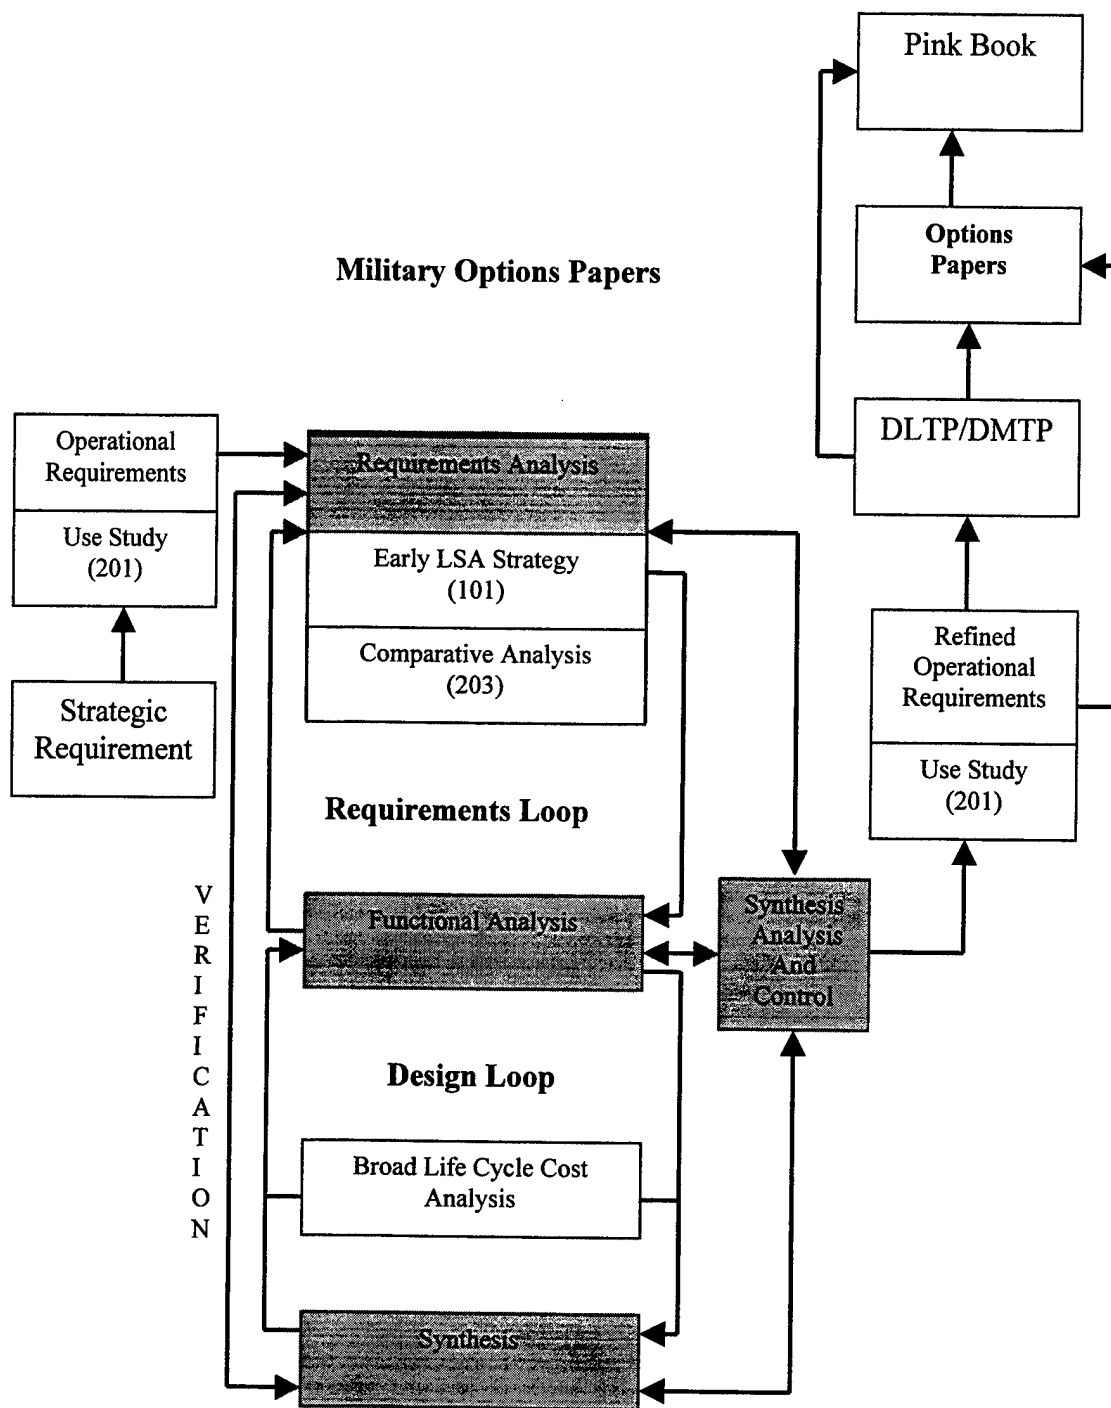 Pink Book
Options
Papers
Military Options Papers
DLTP/DMTP
Operational
Requirements
Use Study
(201)
Strategic
Requirement
Requirements Analysis
Early LSA Strategy
(101)
Comparative Analysis
(203)
Refined
Operational
Requirements
Use Study
(201)
Requirements Loop
VERIFICATION
Functional Analysis
Synthesis
Analysis
And
Control
Design Loop
Broad Life Cycle Cost
Analysis
Synthesis